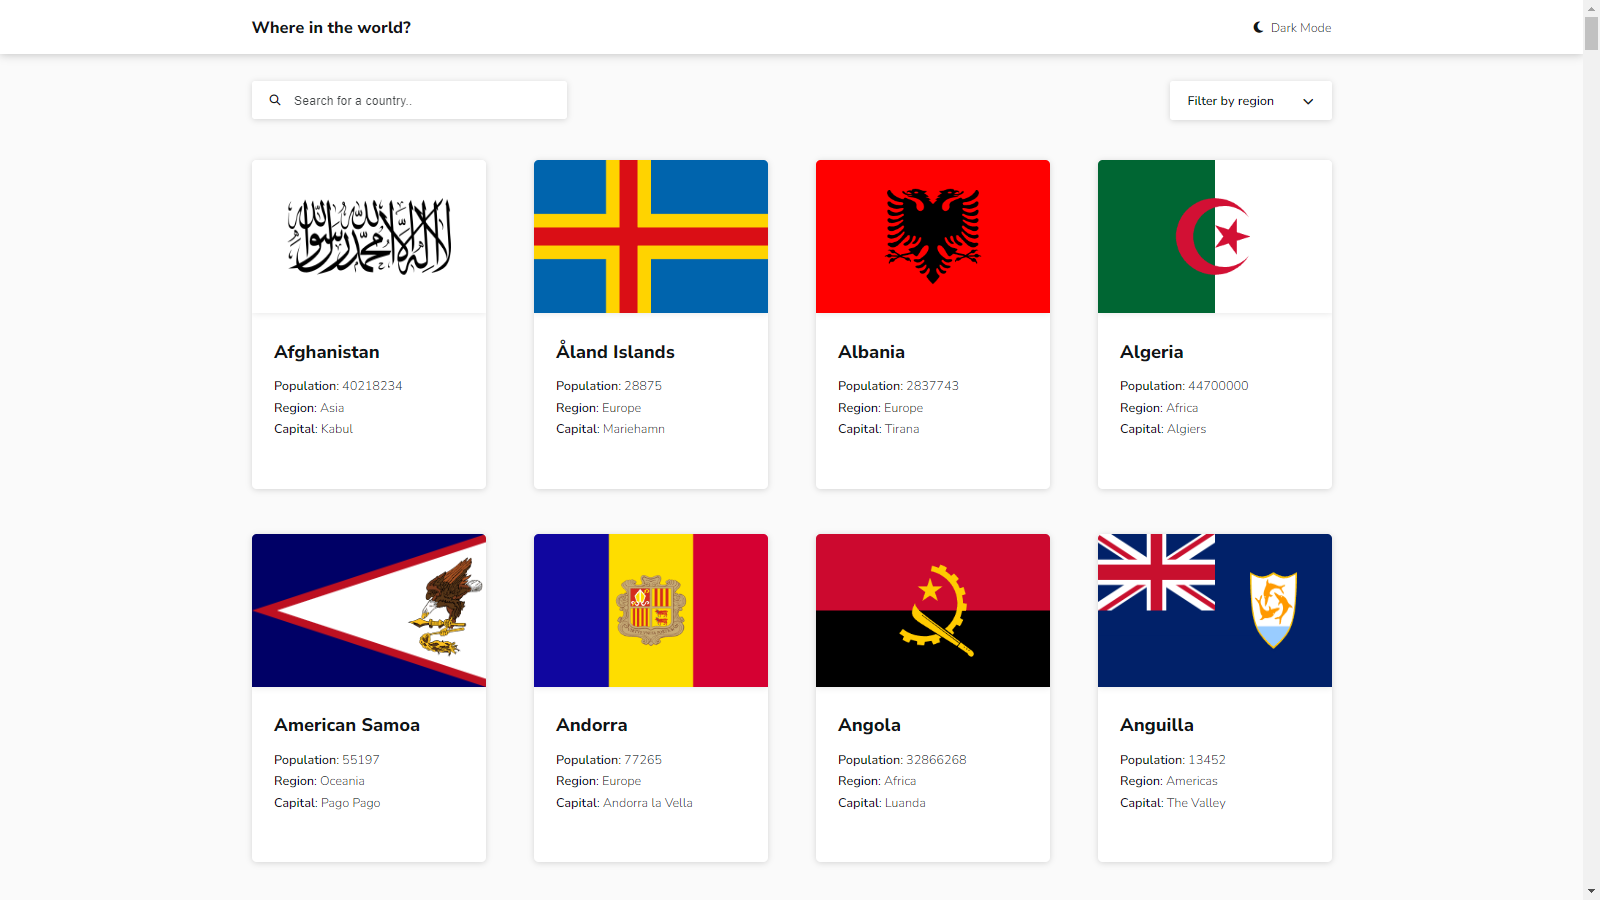 Where in the world?
Dark Mode
Search for a country..
Filter by region
لا إله إلا الله محمد رسول الله
Afghanistan
Population: 40218234
Region: Asia
Capital: Kabul
Åland Islands
Population: 28875
Region: Europe
Capital: Mariehamn
Albania
Population: 2837743
Region: Europe
Capital: Tirana
Algeria
Population: 44700000
Region: Africa
Capital: Algiers
American Samoa
Population: 55197
Region: Oceania
Capital: Pago Pago
Andorra
Population: 77265
Region: Europe
Capital: Andorra la Vella
Angola
Population: 32866268
Region: Africa
Capital: Luanda
Anguilla
Population: 13452
Region: Americas
Capital: The Valley